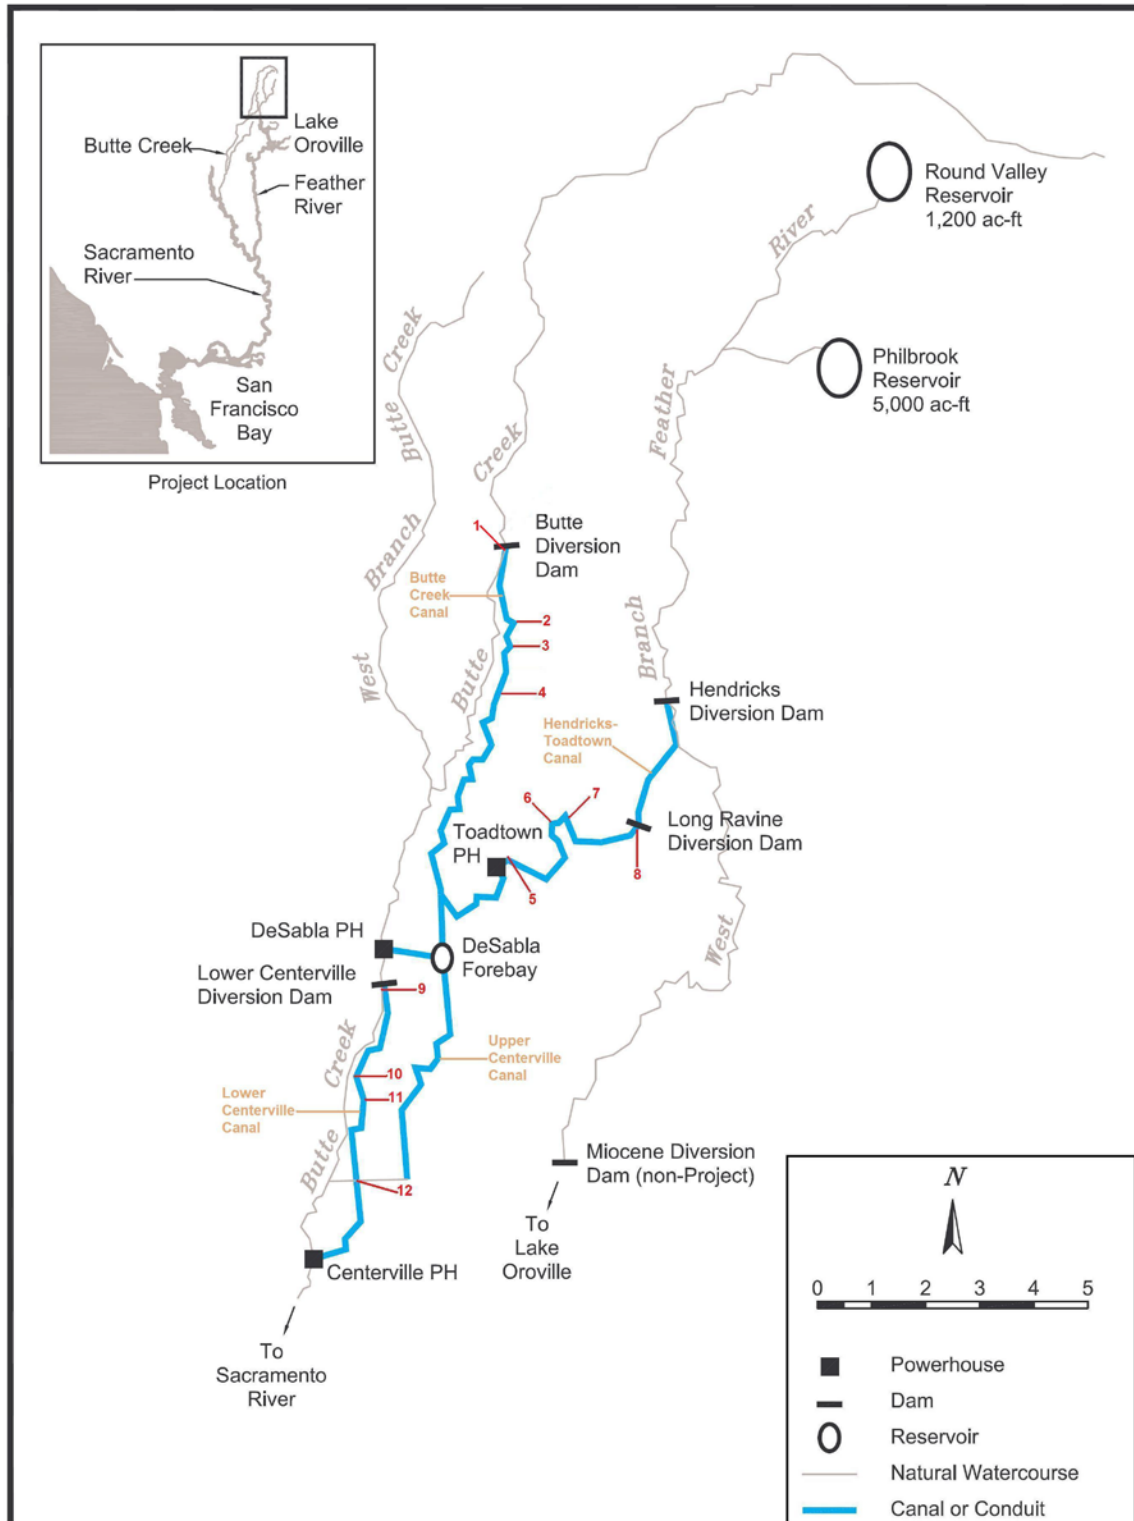 Butte Creek
Lake
Oroville
Feather
River
Sacramento
River
San
Francisco
Bay
Project Location
Round Valley
Reservoir
1,200 ac-ft
Philbrook
Reservoir
5,000 ac-ft
West Branch Butte Creek
Butte Creek
West Branch Feather River
1
Butte
Diversion
Dam
Butte
Creek
Canal
2
3
4
Hendricks
Diversion Dam
Hendricks-
Toadtown
Canal
6
7
Toadtown
PH
Long Ravine
Diversion Dam
5
8
DeSabla PH
DeSabla
Forebay
Lower Centerville
Diversion Dam
9
Upper
Centerville
Canal
10
11
Lower
Centerville
Canal
Butte Creek
12
Miocene Diversion
Dam (non-Project)
To
Lake
Oroville
Centerville PH
To
Sacramento
River
N
0 1 2 3 4 5
Powerhouse
Dam
Reservoir
Natural Watercourse
Canal or Conduit